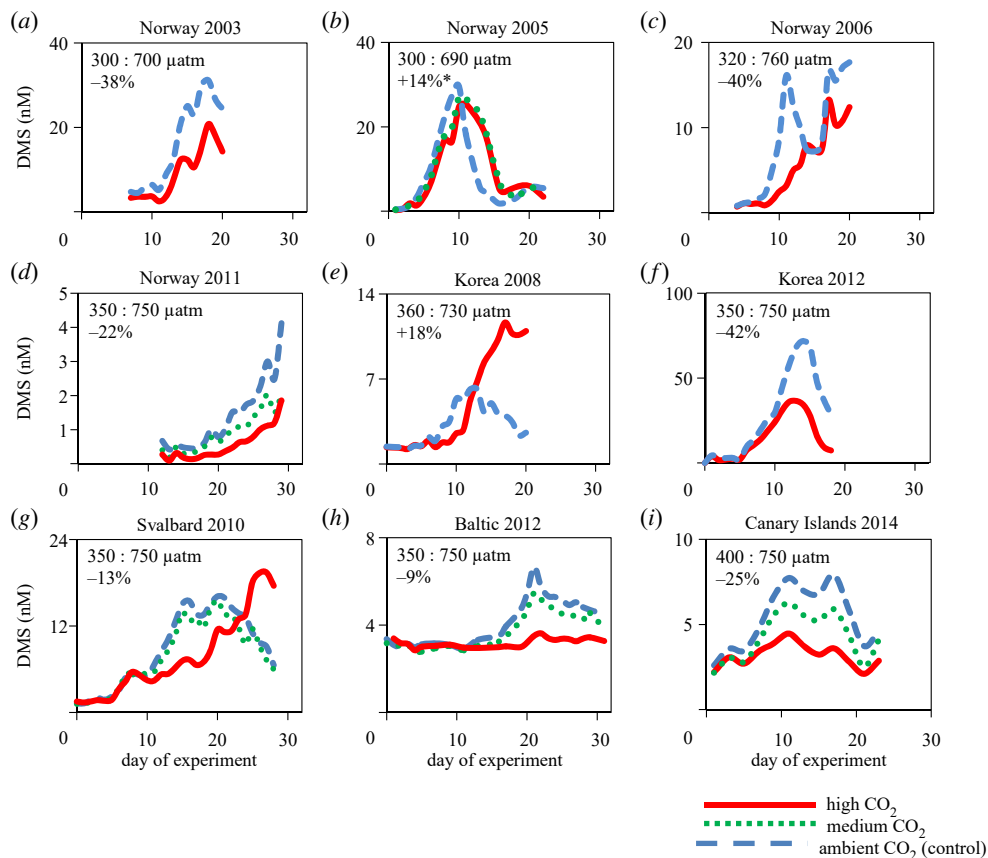 (a) Norway 2003
40
300 : 700 µatm
–38%
20
DMS (nM)
0 10 20 30
(b) Norway 2005
40
300 : 690 µatm
+14%*
20
0 10 20 30
(c) Norway 2006
20
320 : 760 µatm
–40%
10
0 10 20 30
(d) Norway 2011
5
350 : 750 µatm
–22%
4
3
2
1
DMS (nM)
0 10 20 30
(e) Korea 2008
14
360 : 730 µatm
+18%
7
0 10 20 30
(f) Korea 2012
100
350 : 750 µatm
–42%
50
0 10 20 30
(g) Svalbard 2010
24
350 : 750 µatm
–13%
12
DMS (nM)
0 10 20 30
day of experiment
(h) Baltic 2012
8
350 : 750 µatm
–9%
4
0 10 20 30
day of experiment
(i) Canary Islands 2014
10
400 : 750 µatm
–25%
5
0 10 20 30
day of experiment
high CO₂
medium CO₂
ambient CO₂ (control)